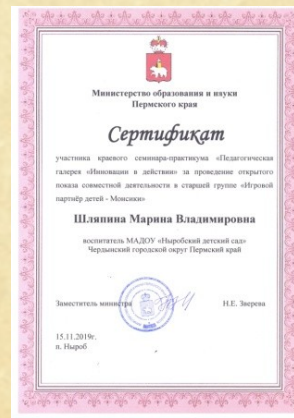 Министерство образования и науки
Пермского края
Сертификат
участника краевого семинара-практикума «Педагогическая
галерея «Инновации в действии» за проведение открытого
показа совместной деятельности в старшей группе «Игровой
партнёр детей - Монсики»
Шляпина Марина Владимировна
воспитатель МАДОУ «Ныробский детский сад»
Чердынский городской округ Пермский край
Заместитель министра
Н.Е. Зверева
15.11.2019г.
п. Ныроб